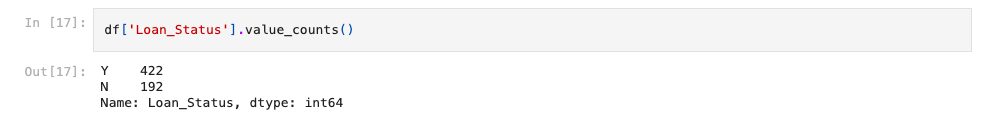 In [17]: df['Loan_Status'].value_counts()
Out[17]: Y    422
N    192
Name: Loan_Status, dtype: int64